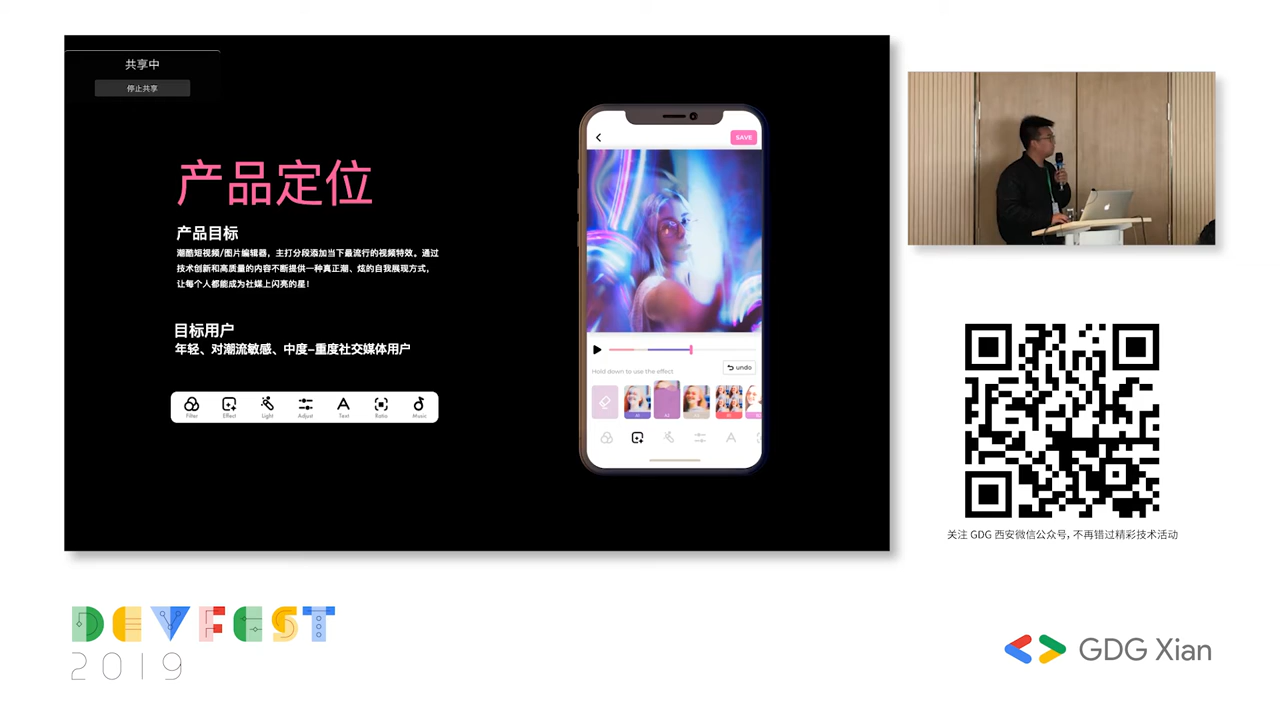 共享中
停止共享
产品定位
产品目标
潮酷短视频/图片编辑器，主打分段添加当下最流行的视频特效。通过
技术创新和高质量的内容不断提供一种真正潮、炫的自我展现方式，
让每个人都能成为社媒上闪亮的星！
目标用户
年轻、对潮流敏感、中度-重度社交媒体用户
Filter Effect Light Adjust Text Ratio Music
SAVE
undo
Hold down to use the effect
关注 GDG 西安微信公众号，不再错过精彩技术活动
DEVFEST
2019
GDG Xian